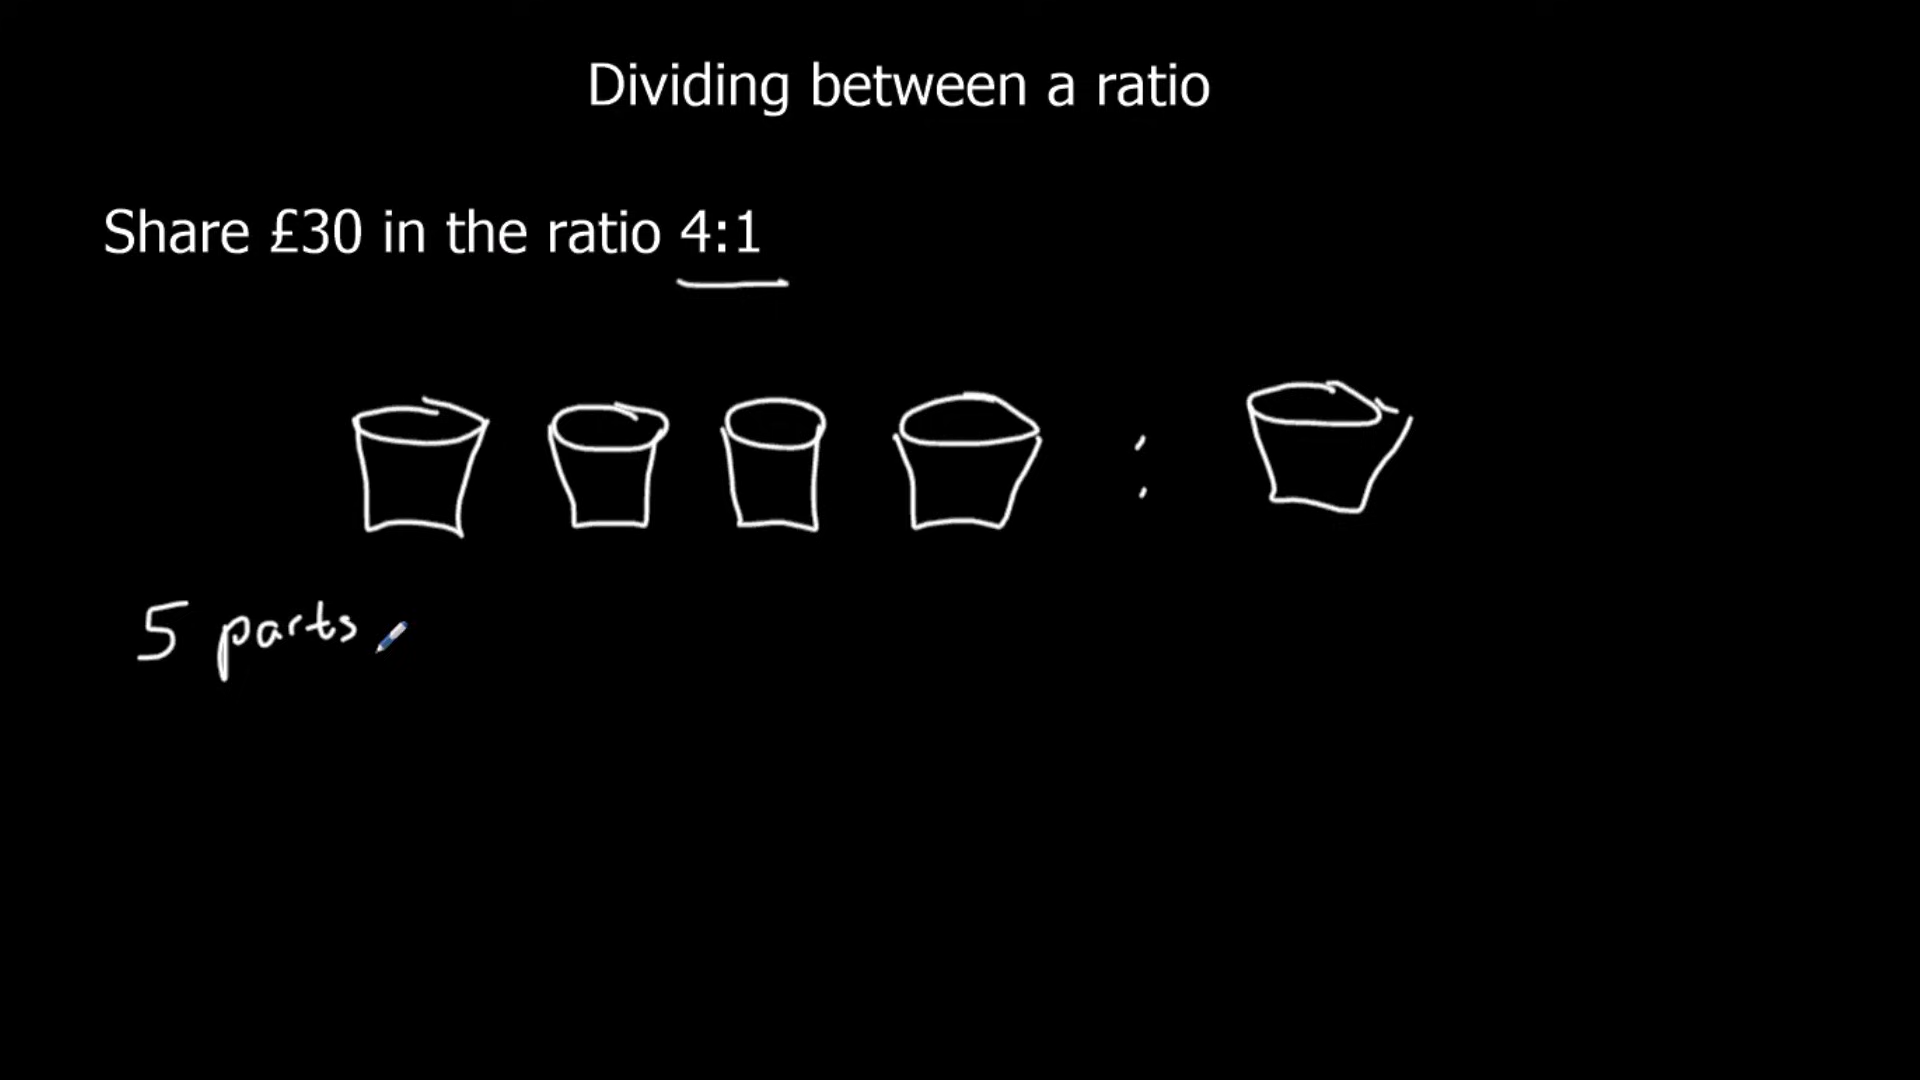 Dividing between a ratio
Share £30 in the ratio 4:1
:
5 parts